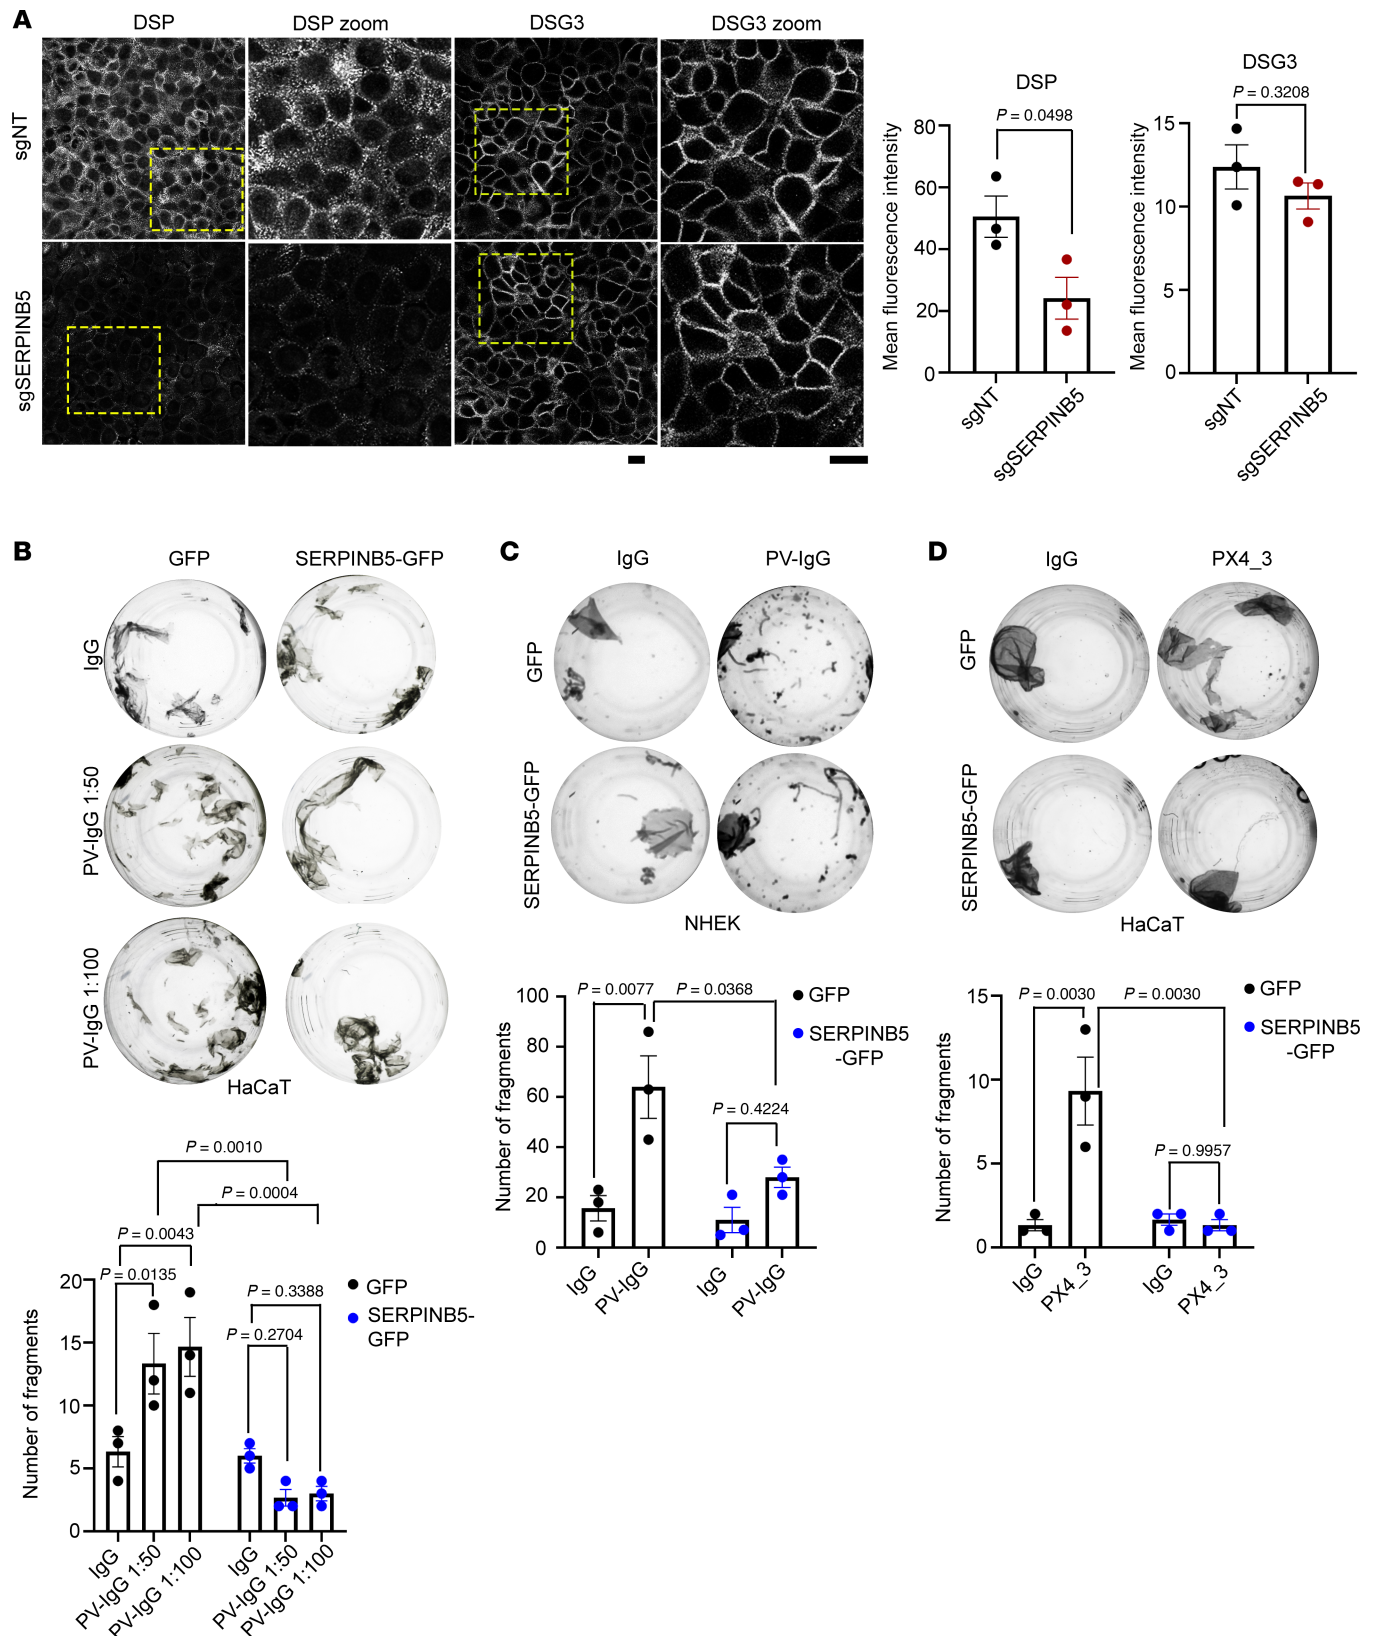 A
DSP
DSP zoom
DSG3
DSG3 zoom
sgNT
sgSERPINB5
DSP
P = 0.0498
Mean fluorescence intensity
80
60
40
20
0
sgNT
sgSERPINB5
DSG3
P = 0.3208
Mean fluorescence intensity
15
10
5
0
sgNT
sgSERPINB5
B
GFP
SERPINB5-GFP
IgG
PV-IgG 1:50
PV-IgG 1:100
HaCaT
P = 0.0010
P = 0.0004
P = 0.0043
P = 0.0135
P = 0.3388
P = 0.2704
GFP
SERPINB5-
GFP
Number of fragments
20
15
10
5
0
IgG
PV-IgG 1:50
PV-IgG 1:100
IgG
PV-IgG 1:50
PV-IgG 1:100
C
IgG
PV-IgG
GFP
SERPINB5-GFP
NHEK
P = 0.0077
P = 0.0368
P = 0.4224
GFP
SERPINB5
-GFP
Number of fragments
100
80
60
40
20
0
IgG
PV-IgG
IgG
PV-IgG
D
IgG
PX4_3
GFP
SERPINB5-GFP
HaCaT
P = 0.0030
P = 0.0030
P = 0.9957
GFP
SERPINB5
-GFP
Number of fragments
15
10
5
0
IgG
PX4_3
IgG
PX4_3